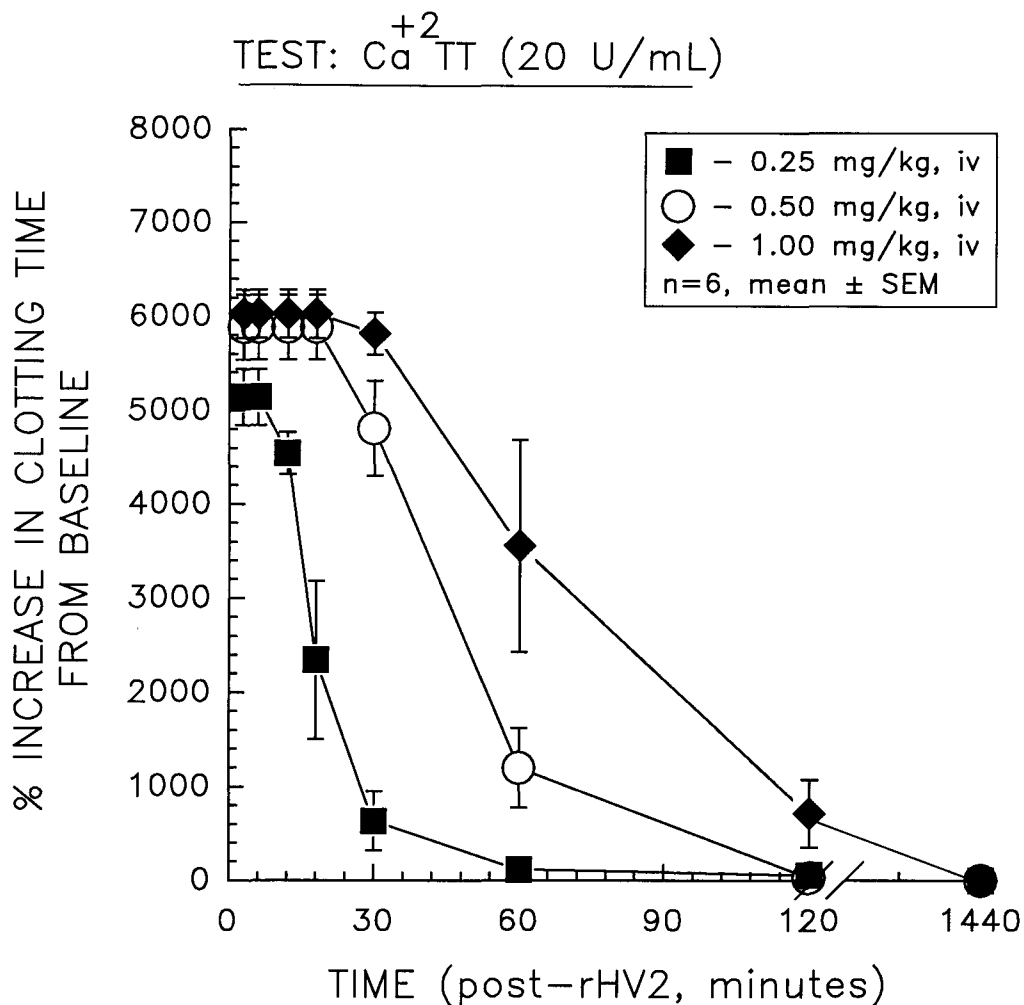 TEST: Ca+2TT (20 U/mL)
8000
7000
6000
5000
4000
3000
2000
1000
0
% INCREASE IN CLOTTING TIME
FROM BASELINE
■ – 0.25 mg/kg, iv
○ – 0.50 mg/kg, iv
◆ – 1.00 mg/kg, iv
n=6, mean ± SEM
0 30 60 90 120 1440
TIME (post–rHV2, minutes)